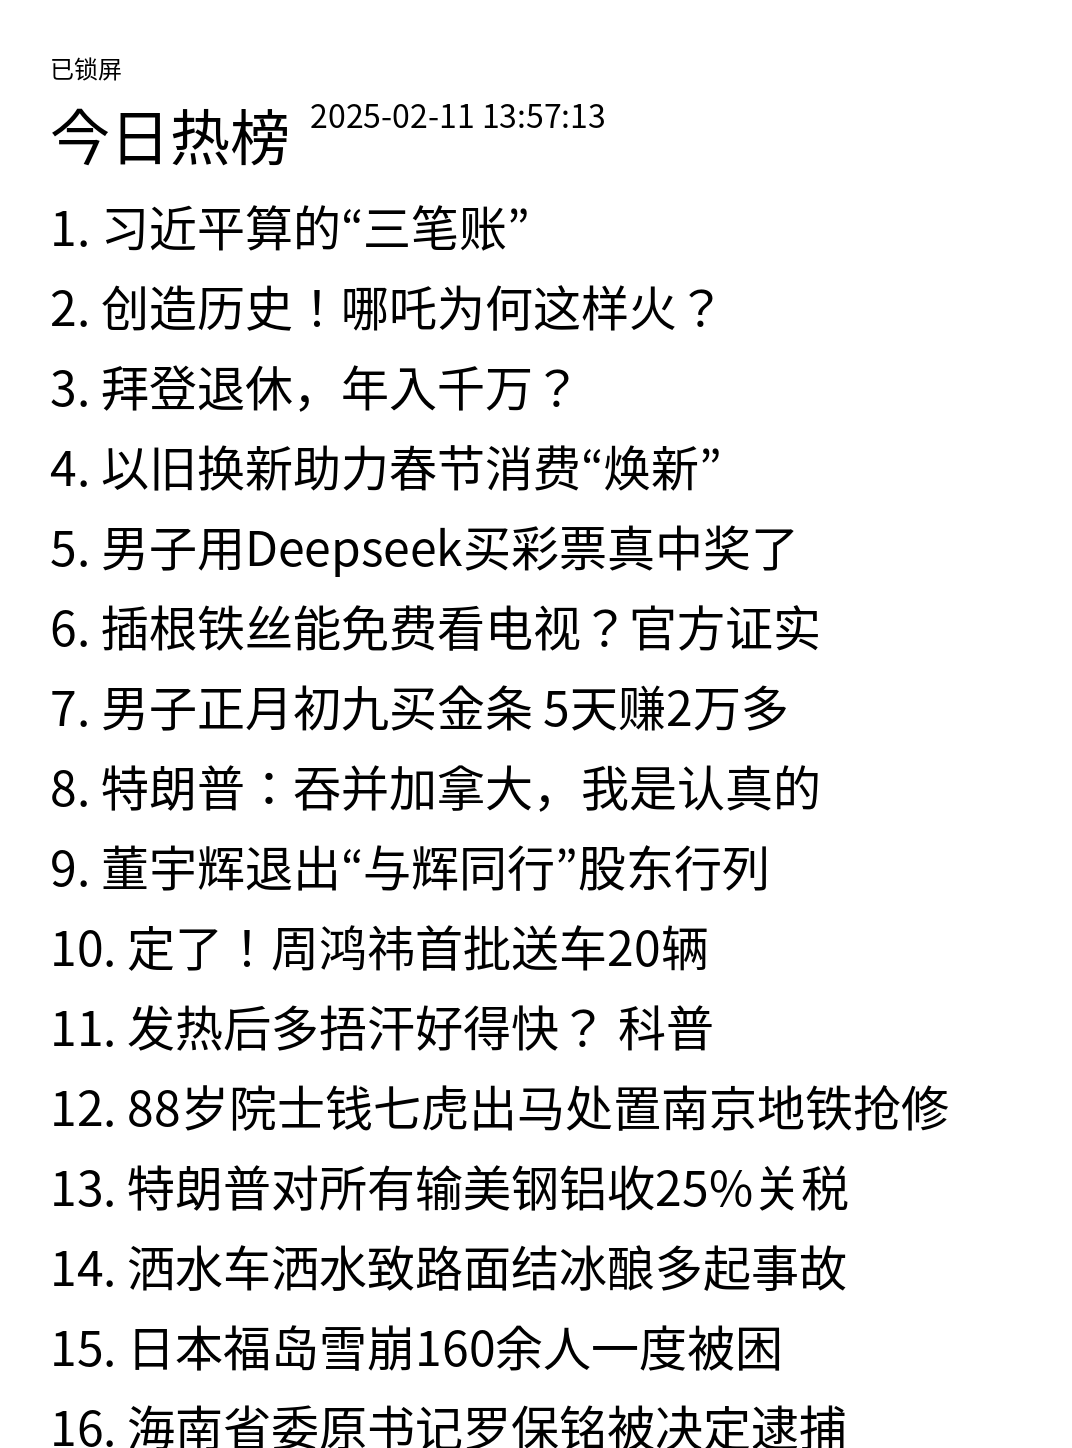 已锁屏
今日热榜 2025-02-11 13:57:13
1. 习近平算的“三笔账”
2. 创造历史！哪吒为何这样火？
3. 拜登退休，年入千万？
4. 以旧换新助力春节消费“焕新”
5. 男子用Deepseek买彩票真中奖了
6. 插根铁丝能免费看电视？官方证实
7. 男子正月初九买金条 5天赚2万多
8. 特朗普：吞并加拿大，我是认真的
9. 董宇辉退出“与辉同行”股东行列
10. 定了！周鸿祎首批送车20辆
11. 发热后多捂汗好得快？ 科普
12. 88岁院士钱七虎出马处置南京地铁抢修
13. 特朗普对所有输美钢铝收25%关税
14. 洒水车洒水致路面结冰酿多起事故
15. 日本福岛雪崩160余人一度被困
16. 海南省委原书记罗保铭被决定逮捕